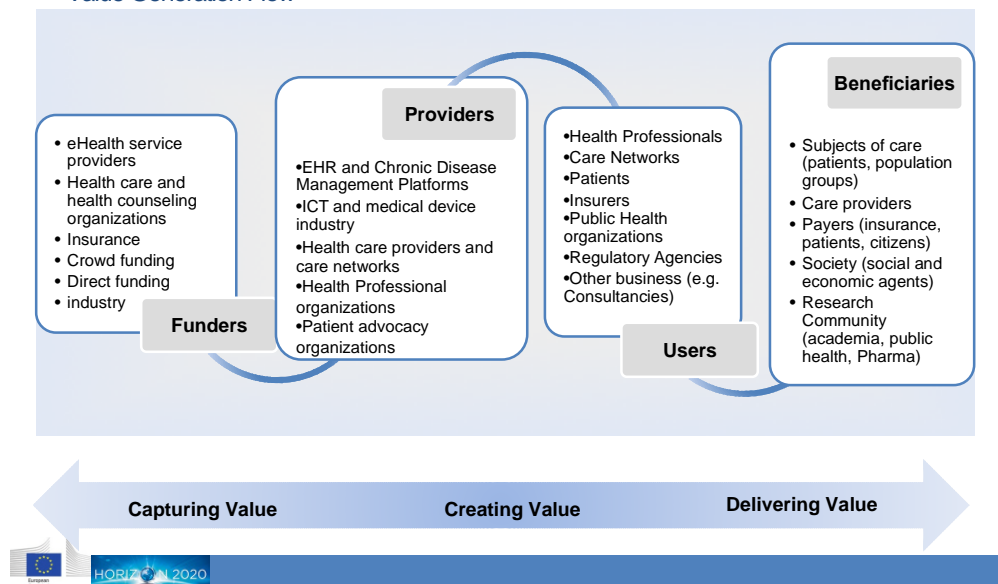 Value Generation Flow
• eHealth service
providers
• Health care and
health counseling
organizations
• Insurance
• Crowd funding
• Direct funding
• industry
Funders
Providers
•EHR and Chronic Disease
Management Platforms
•ICT and medical device
industry
•Health care providers and
care networks
•Health Professional
organizations
•Patient advocacy
organizations
•Health Professionals
•Care Networks
•Patients
•Insurers
•Public Health
organizations
•Regulatory Agencies
•Other business (e.g.
Consultancies)
Users
Beneficiaries
• Subjects of care
(patients, population
groups)
• Care providers
• Payers (insurance,
patients, citizens)
• Society (social and
economic agents)
• Research
Community
(academia, public
health, Pharma)
Capturing Value
Creating Value
Delivering Value
European
HORIZON 2020